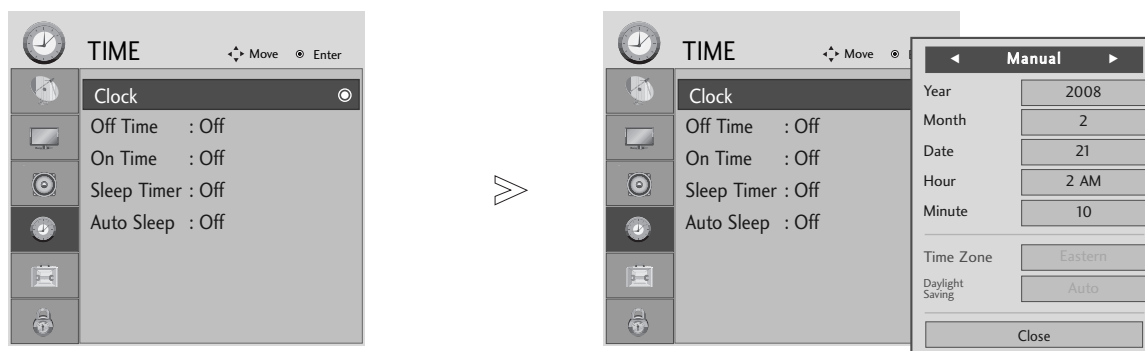 TIME Move Enter
Clock
Off Time : Off
On Time : Off
Sleep Timer : Off
Auto Sleep : Off
TIME Move
Clock
Off Time : Off
On Time : Off
Sleep Timer : Off
Auto Sleep : Off
Manual
Year 2008
Month 2
Date 21
Hour 2 AM
Minute 10
Time Zone Eastern
Daylight
Saving Auto
Close